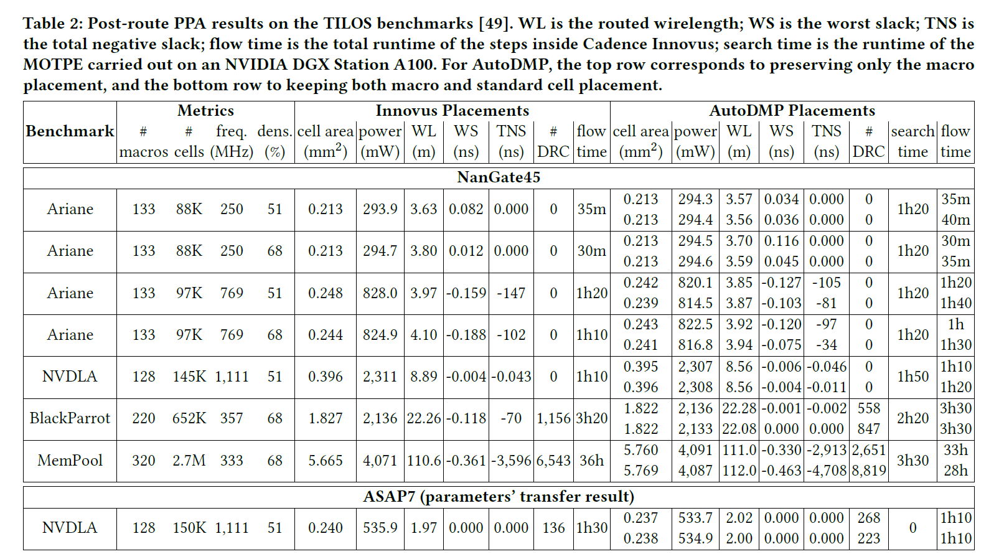 Table 2: Post-route PPA results on the TILOS benchmarks [49]. WL is the routed wirelength; WS is the worst slack; TNS is
the total negative slack; flow time is the total runtime of the steps inside Cadence Innovus; search time is the runtime of the
MOTPE carried out on an NVIDIA DGX Station A100. For AutoDMP, the top row corresponds to preserving only the macro
placement, and the bottom row to keeping both macro and standard cell placement.
Metrics Innovus Placements AutoDMP Placements
Benchmark # # freq. dens. cell area power WL WS TNS # flow cell area power WL WS TNS # search flow
macros cells (MHz) (%) (mm²) (mW) (m) (ns) (ns) DRC time (mm²) (mW) (m) (ns) (ns) DRC time time
NanGate45
Ariane 133 88K 250 51 0.213 293.9 3.63 0.082 0.000 0 35m 0.213 294.3 3.57 0.034 0.000 0 1h20 35m
0.213 294.4 3.56 0.036 0.000 0 40m
Ariane 133 88K 250 68 0.213 294.7 3.80 0.012 0.000 0 30m 0.213 294.5 3.70 0.116 0.000 0 1h20 30m
0.213 294.6 3.59 0.045 0.000 0 35m
Ariane 133 97K 769 51 0.248 828.0 3.97 -0.159 -147 0 1h20 0.242 820.1 3.85 -0.127 -105 0 1h20 1h20
0.239 814.5 3.87 -0.103 -81 0 1h40
Ariane 133 97K 769 68 0.244 824.9 4.10 -0.188 -102 0 1h10 0.243 822.5 3.92 -0.120 -97 0 1h20 1h
0.241 816.8 3.94 -0.075 -34 0 1h30
NVDLA 128 145K 1,111 51 0.396 2,311 8.89 -0.004 -0.043 0 1h10 0.395 2,307 8.56 -0.006 -0.046 0 1h50 1h10
0.396 2,308 8.56 -0.004 -0.011 0 1h20
BlackParrot 220 652K 357 68 1.827 2,136 22.26 -0.118 -70 1,156 3h20 1.822 2,136 22.28 -0.001 -0.002 558 2h20 3h30
1.822 2,133 22.08 0.000 0.000 847 3h30
MemPool 320 2.7M 333 68 5.665 4,071 110.6 -0.361 -3,596 6,543 36h 5.760 4,091 111.0 -0.330 -2,913 2,651 3h30 33h
5.769 4,087 112.0 -0.463 -4,708 8,819 28h
ASAP7 (parameters' transfer result)
NVDLA 128 150K 1,111 51 0.240 535.9 1.97 0.000 0.000 136 1h30 0.237 533.7 2.02 0.000 0.000 268 0 1h10
0.238 534.9 2.00 0.000 0.000 223 1h10